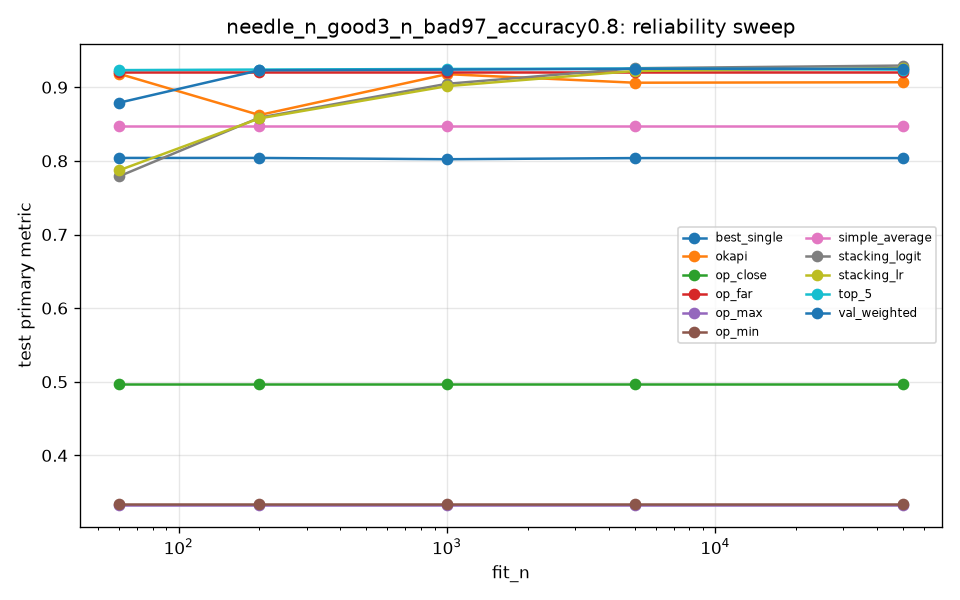 needle_n_good3_n_bad97_accuracy0.8: reliability sweep
test primary metric
0.9
0.8
0.7
0.6
0.5
0.4
best_single
okapi
op_close
op_far
op_max
op_min
simple_average
stacking_logit
stacking_lr
top_5
val_weighted
10²
10³
10⁴
fit_n